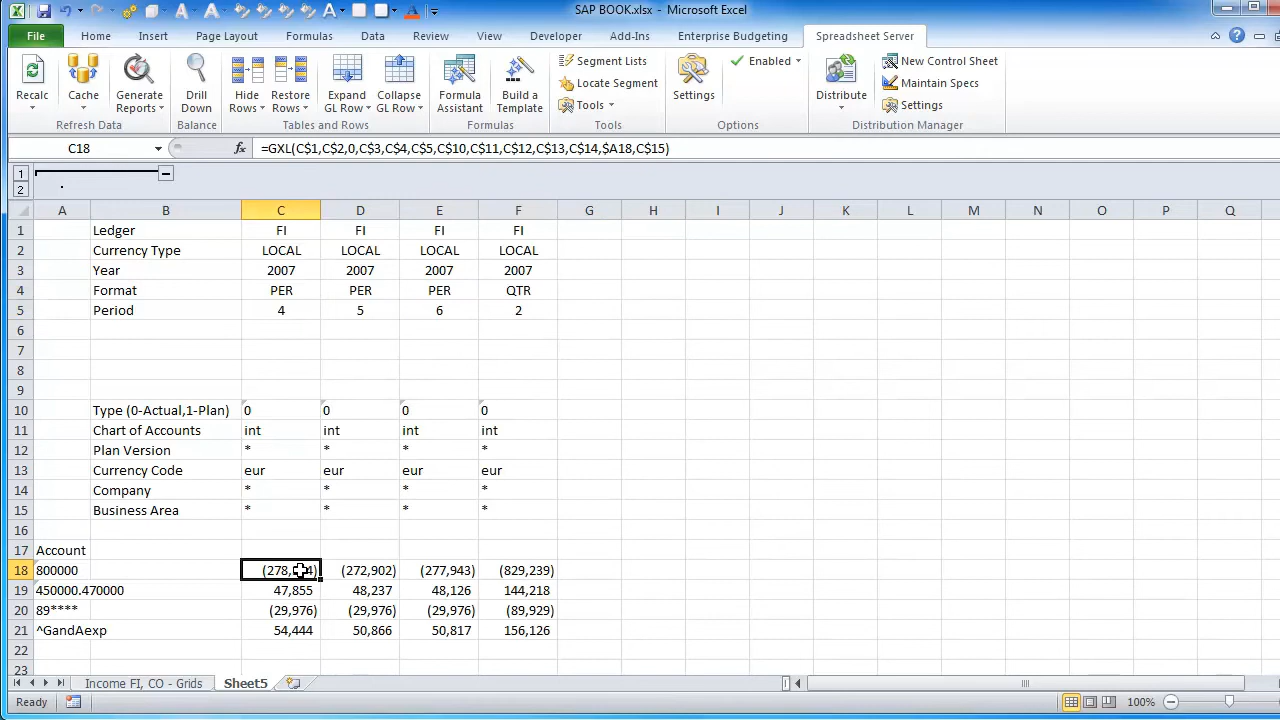 SAP BOOK.xlsx - Microsoft Excel
File Home Insert Page Layout Formulas Data Review View Developer Add-Ins Enterprise Budgeting Spreadsheet Server
Recalc Cache Generate Reports Drill Down Hide Rows Restore Rows Expand GL Row Collapse GL Row Formula Assistant Build a Template Segment Lists Locate Segment Tools Settings Enabled Distribute New Control Sheet Maintain Specs Settings
Refresh Data Balance Tables and Rows Formulas Tools Options Distribution Manager
C18 fx =GXL(C$1,C$2,0,C$3,C$4,C$5,C$10,C$11,C$12,C$13,C$14,$A18,C$15)
1
2
A B C D E F G H I J K L M N O P Q
1 Ledger FI FI FI FI
2 Currency Type LOCAL LOCAL LOCAL LOCAL
3 Year 2007 2007 2007 2007
4 Format PER PER PER QTR
5 Period 4 5 6 2
6
7
8
9
10 Type (0-Actual,1-Plan) 0 0 0 0
11 Chart of Accounts int int int int
12 Plan Version * * * *
13 Currency Code eur eur eur eur
14 Company * * * *
15 Business Area * * * *
16
17 Account
18 800000 (272,902) (277,943) (829,239)
19 450000.470000 47,855 48,237 48,126 144,218
20 89**** (29,976) (29,976) (29,976) (89,929)
21 ^GandAexp 54,444 50,866 50,817 156,126
22
23
Income FI, CO - Grids Sheet5
Ready 100%